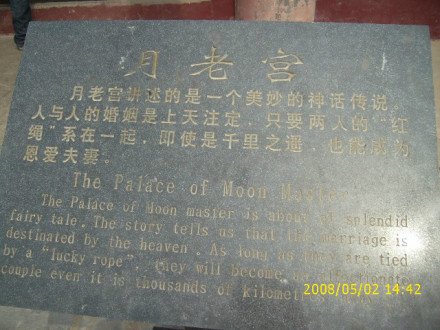 月老宫
月老宫讲述的是一个美妙的神话传说。
人与人的婚姻是上天注定，只要两人的“红
绳”系在一起，即使是千里之遥，也能成为
恩爱夫妻。
The Palace of Moon Master
The Palace of Moon master is about a splendid
fairy tale. The story tells us that the marriage is
destinated by the heaven. As long as they are tied
by a "lucky rope", they will become an affectionate
couple even it is thousands of kilome
2008/05/02 14:42